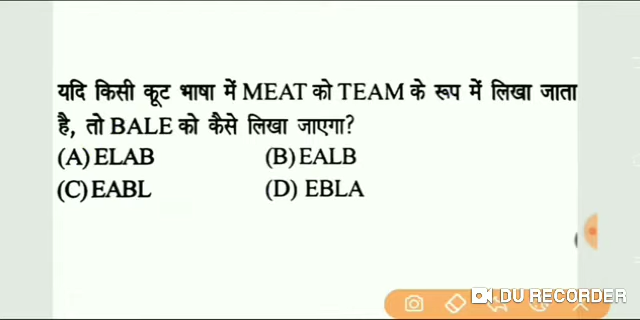 यदि किसी कूट भाषा में MEAT को TEAM के रूप में लिखा जाता
है, तो BALE को कैसे लिखा जाएगा?
(A) ELAB (B) EALB
(C) EABL (D) EBLA
DU RECORDER